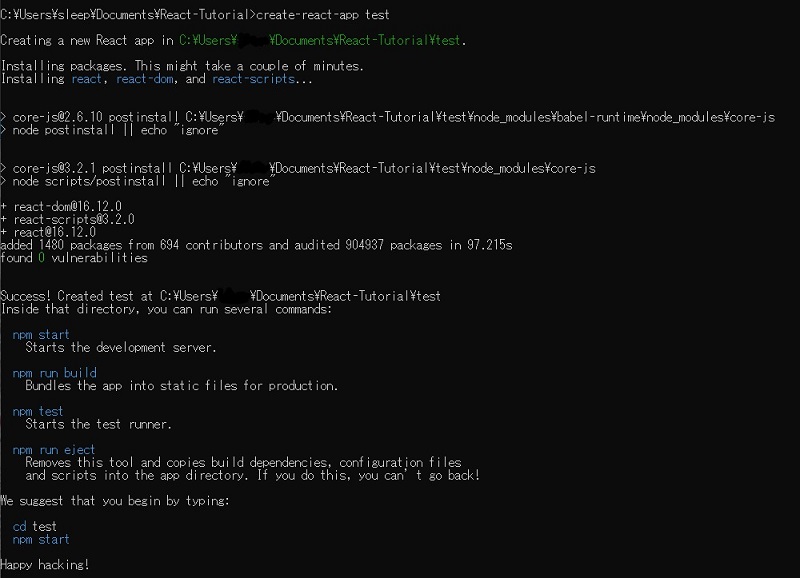 C:¥Users¥sleep¥Documents¥React-Tutorial>create-react-app test
Creating a new React app in C:¥Users¥ ¥Documents¥React-Tutorial¥test.
Installing packages. This might take a couple of minutes.
Installing react, react-dom, and react-scripts...
> core-js@2.6.10 postinstall C:¥Users¥ ¥Documents¥React-Tutorial¥test¥node_modules¥babel-runtime¥node_modules¥core-js
> node postinstall || echo "ignore"
> core-js@3.2.1 postinstall C:¥Users¥ ¥Documents¥React-Tutorial¥test¥node_modules¥core-js
> node scripts/postinstall || echo "ignore"
+ react-dom@16.12.0
+ react-scripts@3.2.0
+ react@16.12.0
added 1480 packages from 694 contributors and audited 904937 packages in 97.215s
found 0 vulnerabilities
Success! Created test at C:¥Users¥ ¥Documents¥React-Tutorial¥test
Inside that directory, you can run several commands:
npm start
Starts the development server.
npm run build
Bundles the app into static files for production.
npm test
Starts the test runner.
npm run eject
Removes this tool and copies build dependencies, configuration files
and scripts into the app directory. If you do this, you can't go back!
We suggest that you begin by typing:
cd test
npm start
Happy hacking!